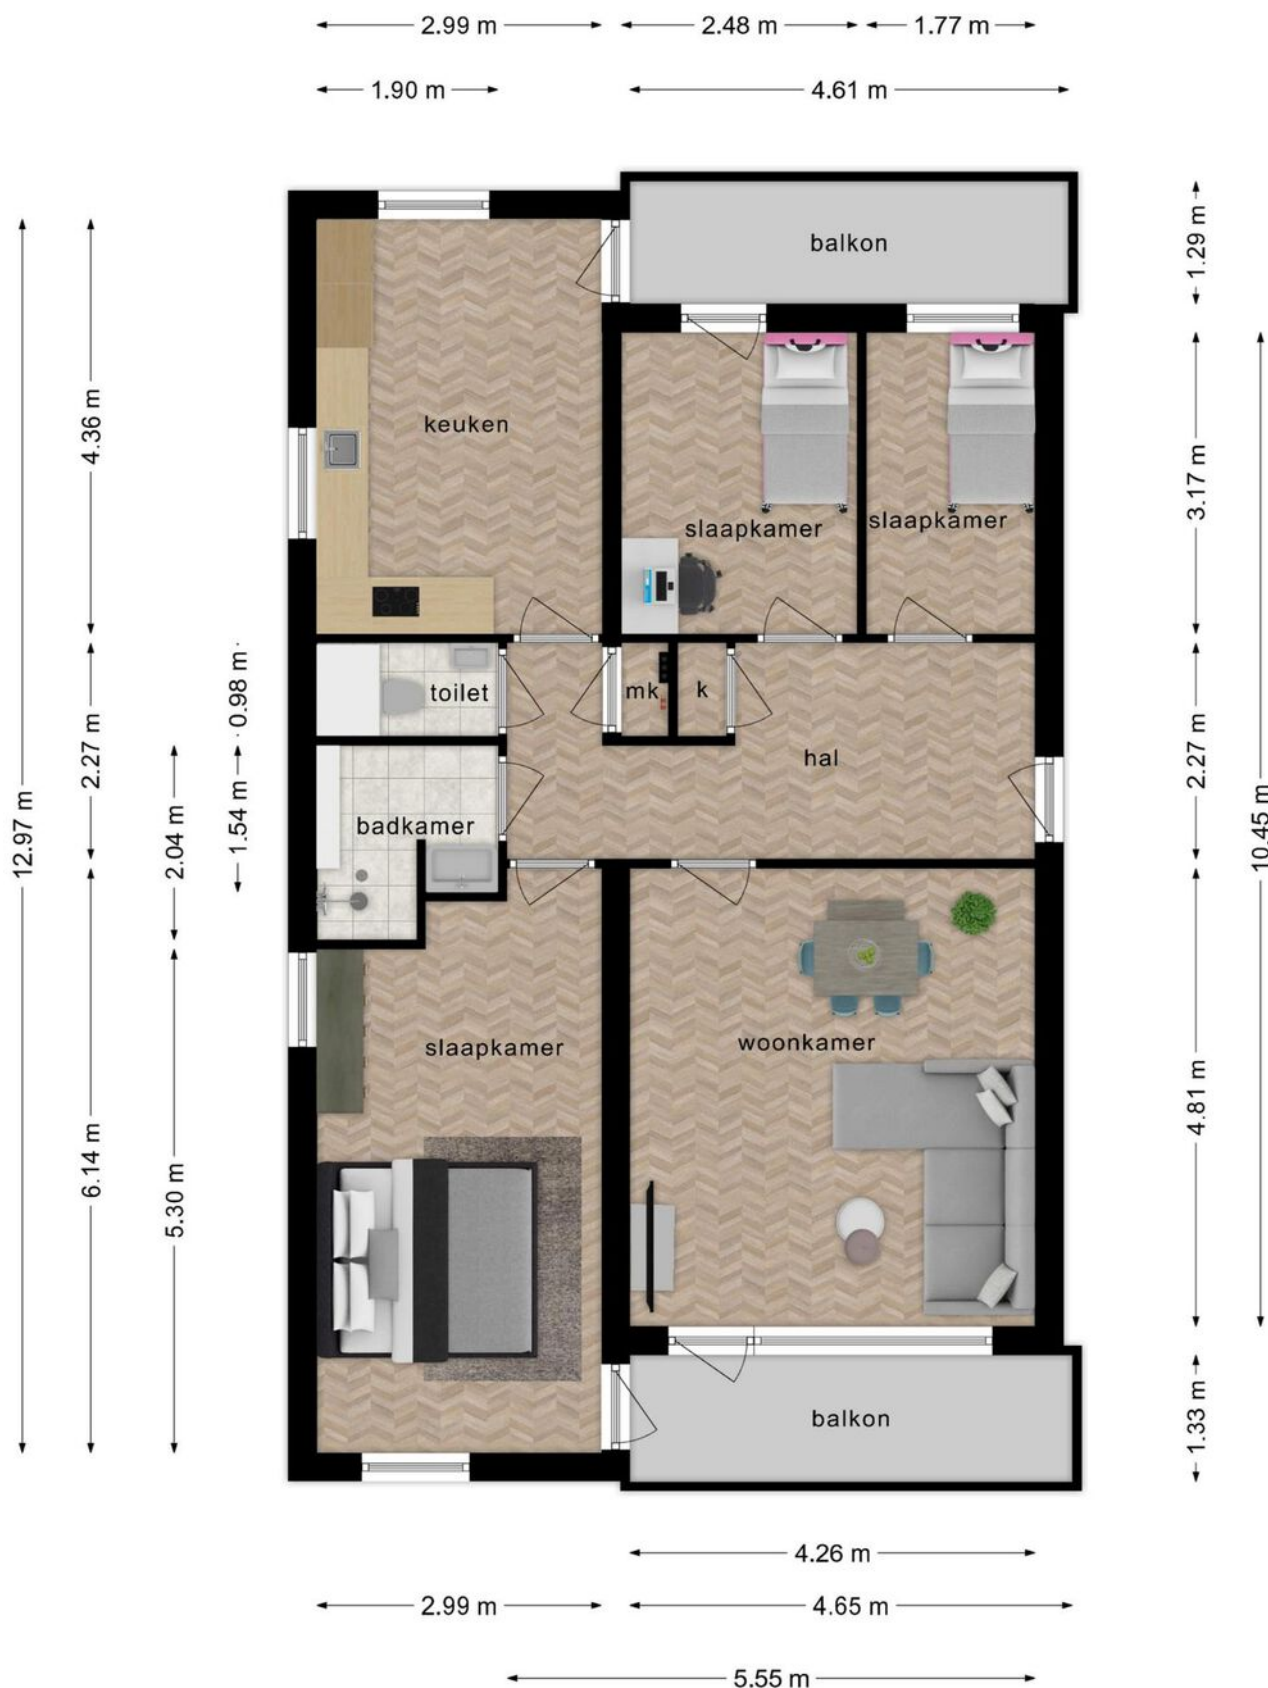 2.99 m
2.48 m
1.77 m
1.90 m
4.61 m
balkon
1.29 m
keuken
4.36 m
3.17 m
slaapkamer
slaapkamer
toilet
mk
k
0.98 m
2.27 m
2.27 m
hal
badkamer
1.54 m
2.04 m
12.97 m
10.45 m
slaapkamer
woonkamer
4.81 m
6.14 m
5.30 m
balkon
1.33 m
4.26 m
2.99 m
4.65 m
5.55 m